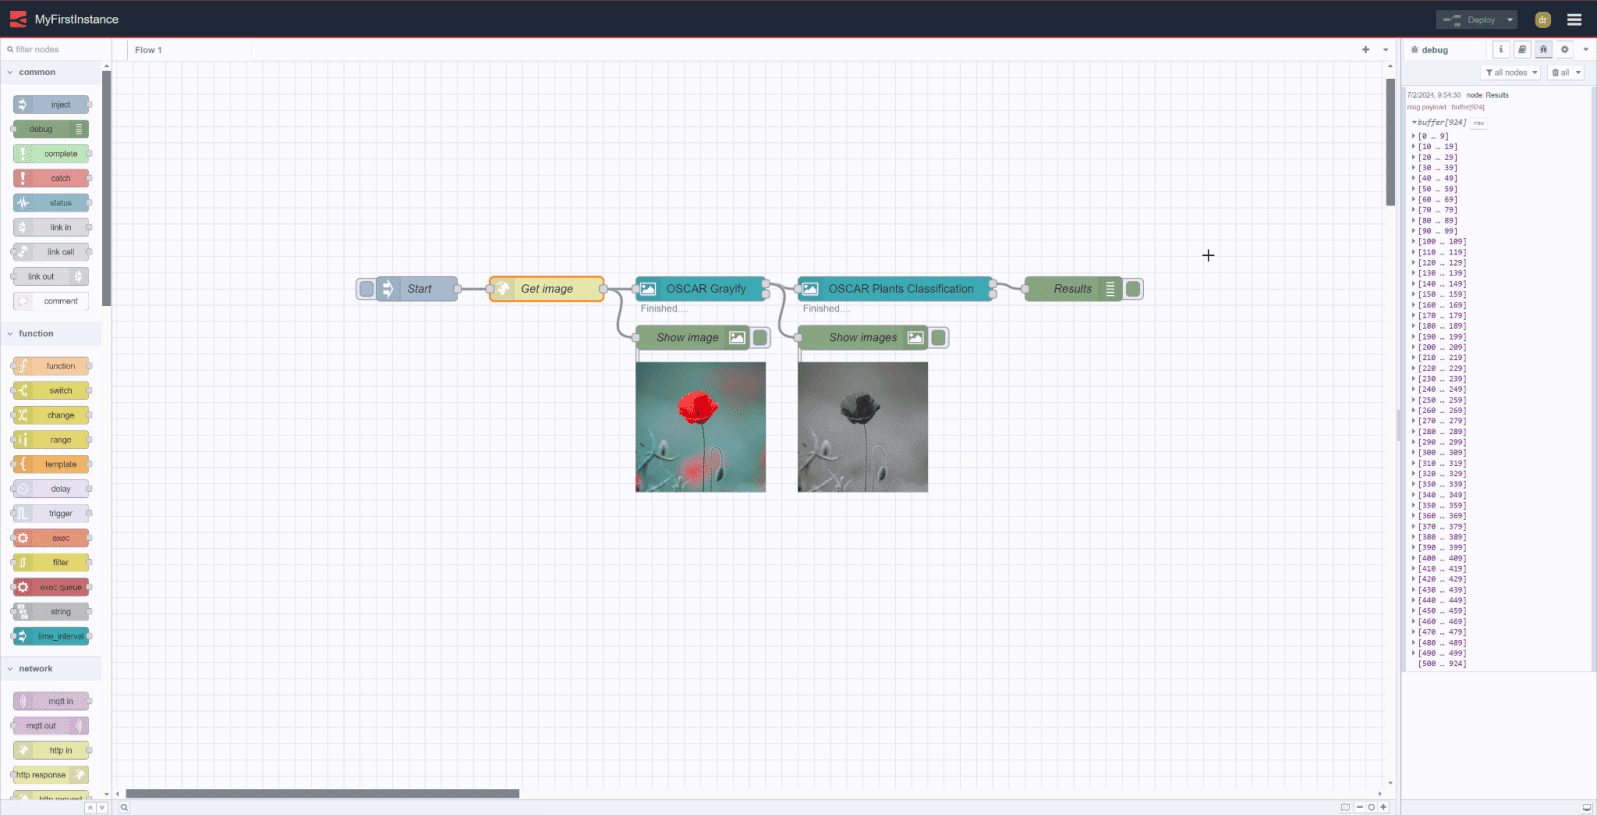 MyFirstInstance
Deploy
dr
filter nodes
Flow 1
debug
all nodes
all
common
inject
debug
complete
catch
status
link in
link call
link out
comment
function
function
switch
change
range
template
delay
trigger
exec
filter
exec queue
string
time_interval
network
mqtt in
mqtt out
http in
http response
http request
Start
Get image
OSCAR Grayify
Finished....
OSCAR Plants Classification
Finished....
Results
Show image
Show images
7/2/2024, 9:54:30 node: Results
msg.payload : buffer[924]
buffer[924] raw
[0 … 9]
[10 … 19]
[20 … 29]
[30 … 39]
[40 … 49]
[50 … 59]
[60 … 69]
[70 … 79]
[80 … 89]
[90 … 99]
[100 … 109]
[110 … 119]
[120 … 129]
[130 … 139]
[140 … 149]
[150 … 159]
[160 … 169]
[170 … 179]
[180 … 189]
[190 … 199]
[200 … 209]
[210 … 219]
[220 … 229]
[230 … 239]
[240 … 249]
[250 … 259]
[260 … 269]
[270 … 279]
[280 … 289]
[290 … 299]
[300 … 309]
[310 … 319]
[320 … 329]
[330 … 339]
[340 … 349]
[350 … 359]
[360 … 369]
[370 … 379]
[380 … 389]
[390 … 399]
[400 … 409]
[410 … 419]
[420 … 429]
[430 … 439]
[440 … 449]
[450 … 459]
[460 … 469]
[470 … 479]
[480 … 489]
[490 … 499]
[500 … 924]